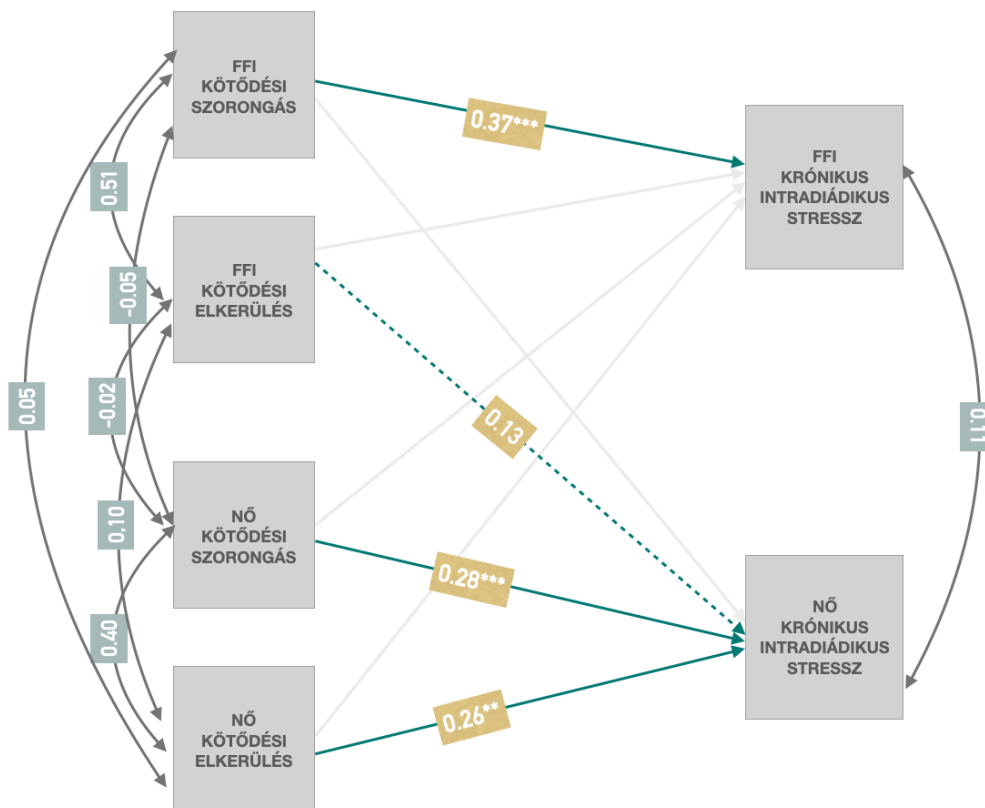 FFI
KÖTŐDÉSI
SZORONGÁS
0.37***
FFI
KRÓNIKUS
INTRADIÁDIKUS
STRESSZ
0.51
FFI
KÖTŐDÉSI
ELKERÜLÉS
-0.05
0.05
-0.02
0.13
0.11
NŐ
KÖTŐDÉSI
SZORONGÁS
0,10
0.28***
NŐ
KRÓNIKUS
INTRADIÁDIKUS
STRESSZ
0.40
NŐ
KÖTŐDÉSI
ELKERÜLÉS
0.26**